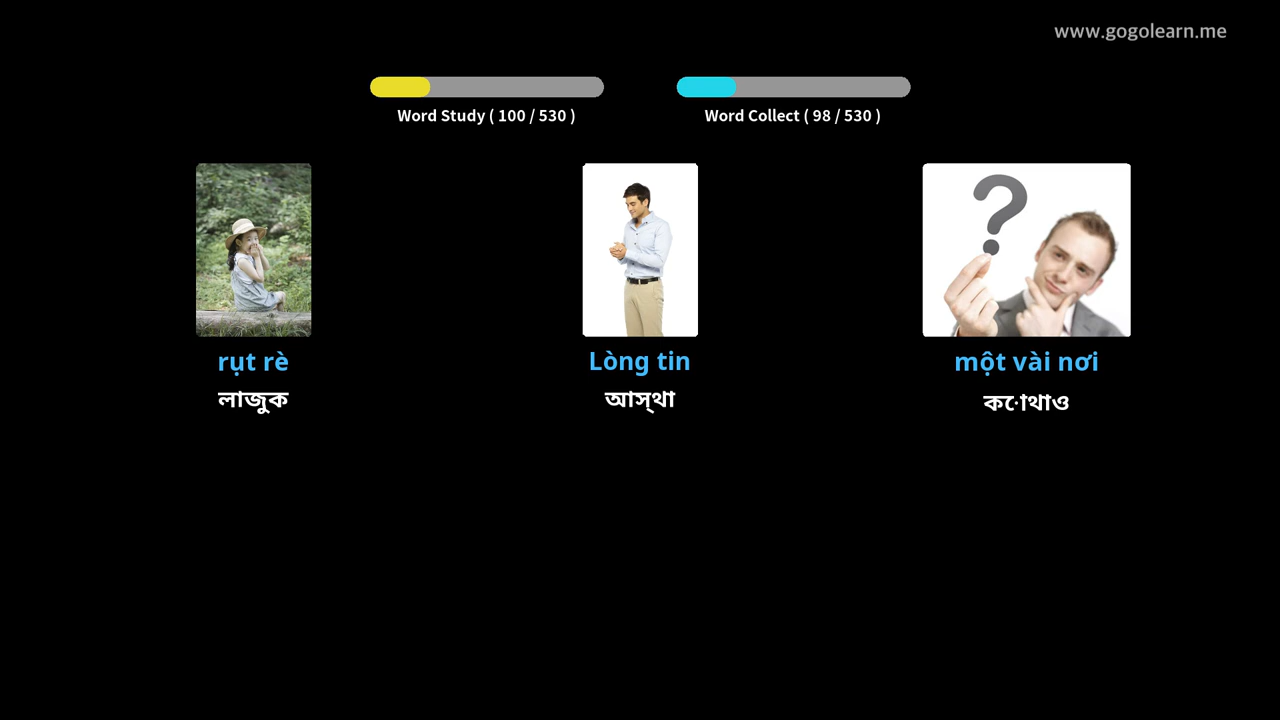 www.gogolearn.me
Word Study ( 100 / 530 )
Word Collect ( 98 / 530 )
rụt rè
Lòng tin
một vài nơi
লাজুক
আস্‌থা
কোথাও